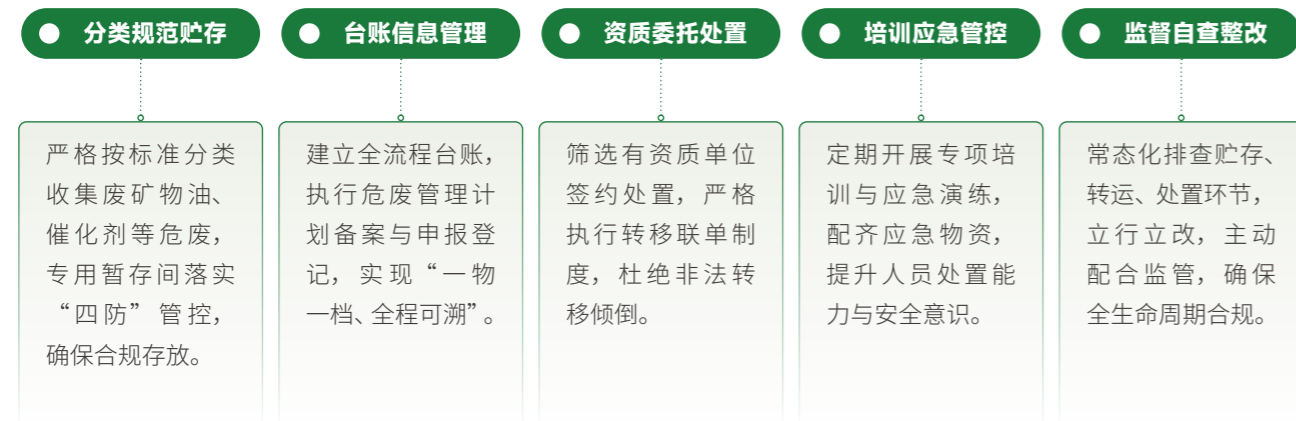 分类规范贮存
严格按标准分类
收集废矿物油、
催化剂等危废，
专用暂存间落实
“四防”管控，
确保合规存放。
台账信息管理
建立全流程台账，
执行危废管理计
划备案与申报登
记，实现“一物
一档、全程可溯”。
资质委托处置
筛选有资质单位
签约处置，严格
执行转移联单制
度，杜绝非法转
移倾倒。
培训应急管控
定期开展专项培
训与应急演练，
配齐应急物资，
提升人员处置能
力与安全意识。
监督自查整改
常态化排查贮存、
转运、处置环节，
立行立改，主动
配合监管，确保
全生命周期合规。